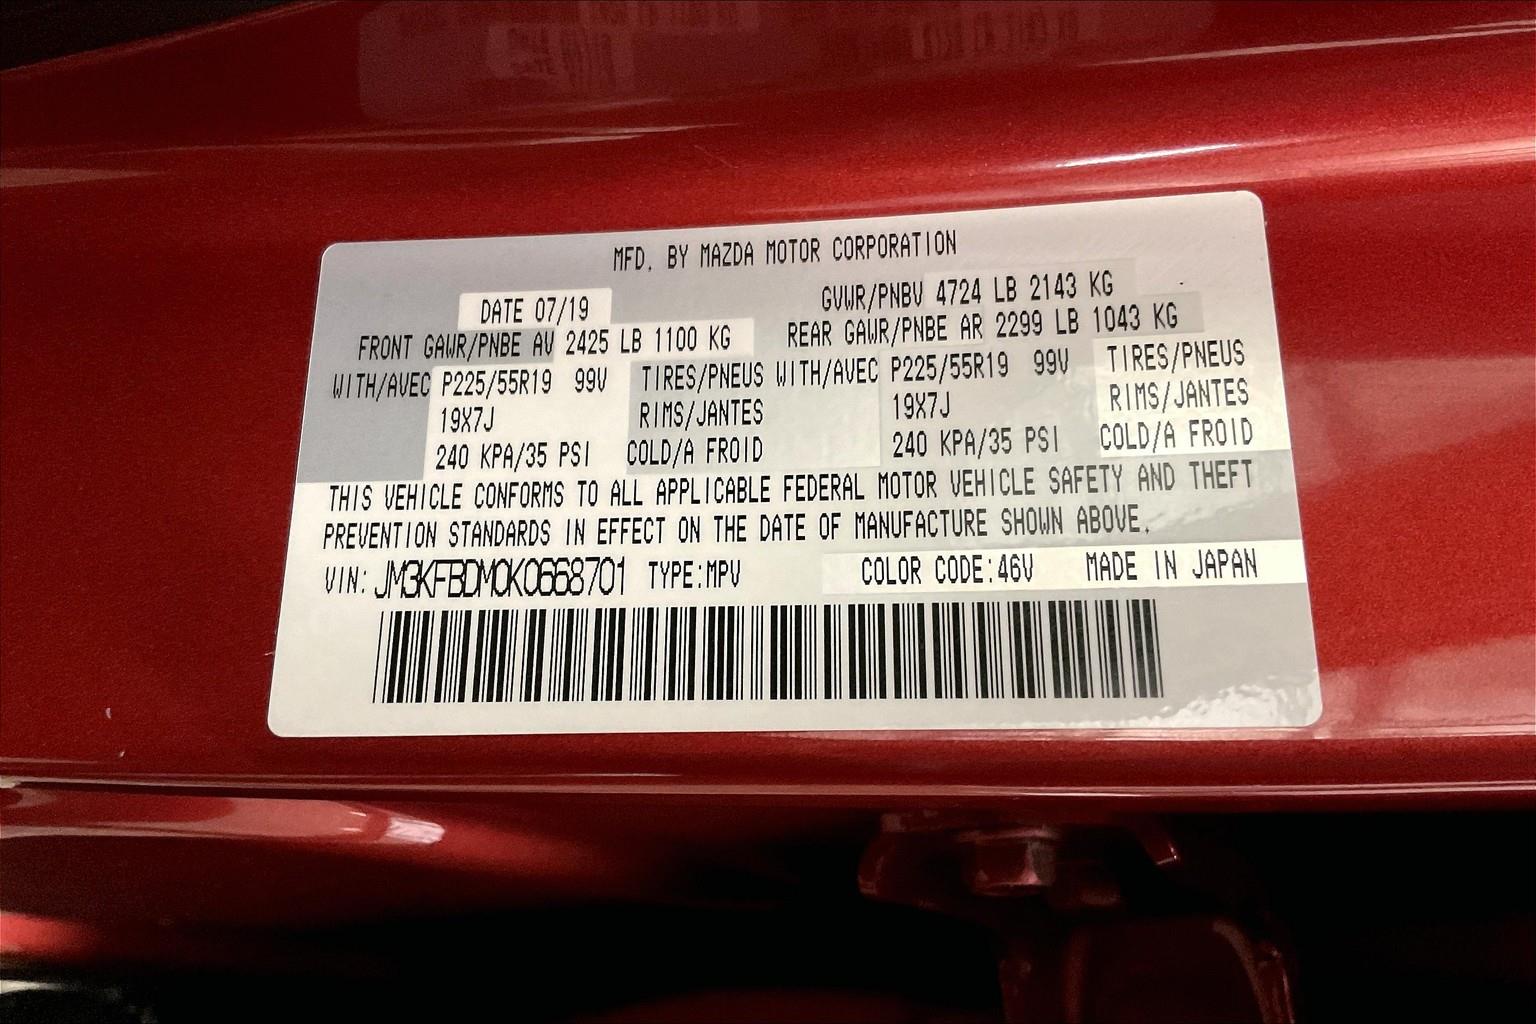 MFD. BY MAZDA MOTOR CORPORATION
DATE 07/19 GVWR/PNBV 4724 LB 2143 KG
FRONT GAWR/PNBE AV 2425 LB 1100 KG REAR GAWR/PNBE AR 2299 LB 1043 KG
WITH/AVEC P225/55R19 99V TIRES/PNEUS WITH/AVEC P225/55R19 99V TIRES/PNEUS
19X7J RIMS/JANTES 19X7J RIMS/JANTES
240 KPA/35 PSI COLD/A FROID 240 KPA/35 PSI COLD/A FROID
THIS VEHICLE CONFORMS TO ALL APPLICABLE FEDERAL MOTOR VEHICLE SAFETY AND THEFT
PREVENTION STANDARDS IN EFFECT ON THE DATE OF MANUFACTURE SHOWN ABOVE.
VIN: JM3KFBDM0K0668701 TYPE:MPV COLOR CODE:46V MADE IN JAPAN